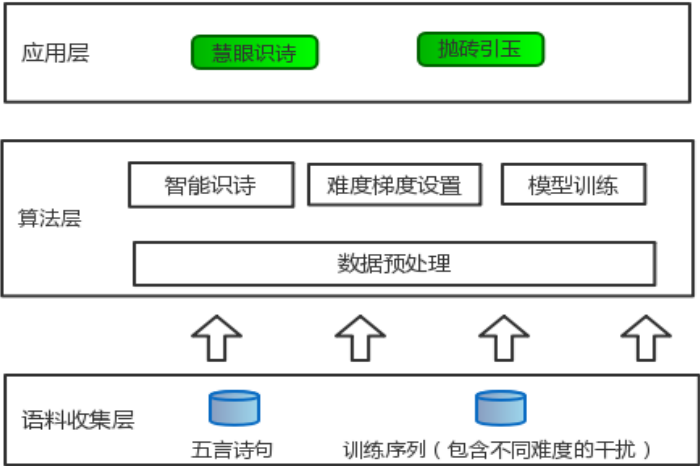 应用层
慧眼识诗
抛砖引玉
算法层
智能识诗
难度梯度设置
模型训练
数据预处理
语料收集层
五言诗句
训练序列（包含不同难度的干扰）